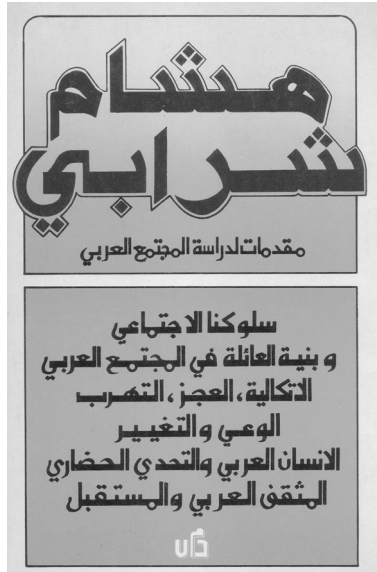 هشام
شرابي
مقدمات لدراسة المجتمع العربي
سلوكنا الاجتماعي
و بنية العائلة في المجتمع العربي
الاتكالية، العجز، التهرب
الوعي والتغيير
الانسان العربي والتحدي الحضاري
المثقف العربي والمستقبل